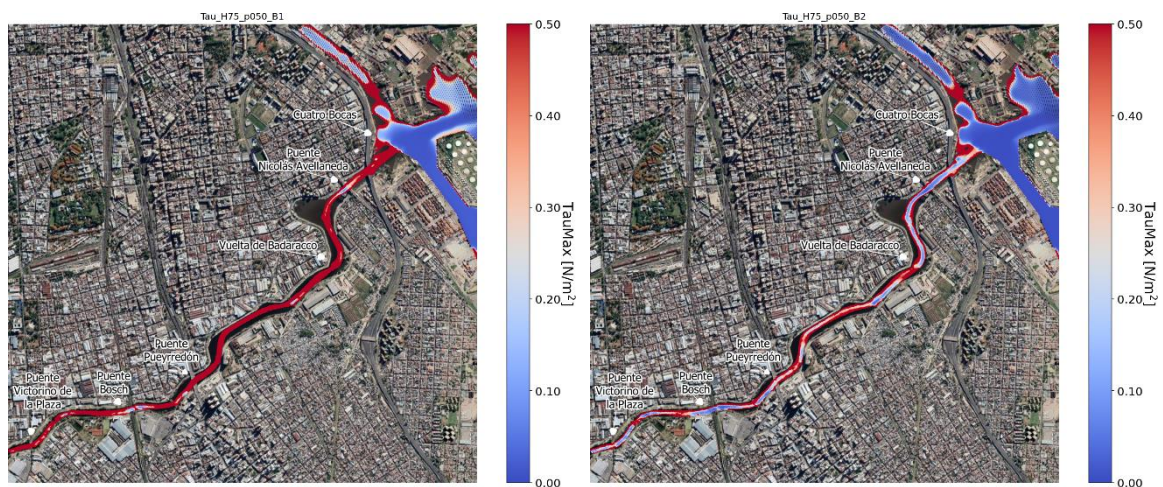 Tau_H75_p050_B1
Cuatro Bocas
Puente
Nicolás Avellaneda
Vuelta de Badaracco
Puente
Pueyrredón
Puente
Bosch
Puente
Victorino de
la Plaza
0.50
0.40
0.30
0.20
0.10
0.00
TauMax [N/m²]
Tau_H75_p050_B2
Cuatro Bocas
Puente
Nicolás Avellaneda
Vuelta de Badaracco
Puente
Pueyrredón
Puente
Bosch
Puente
Victorino de
la Plaza
0.50
0.40
0.30
0.20
0.10
0.00
TauMax [N/m²]